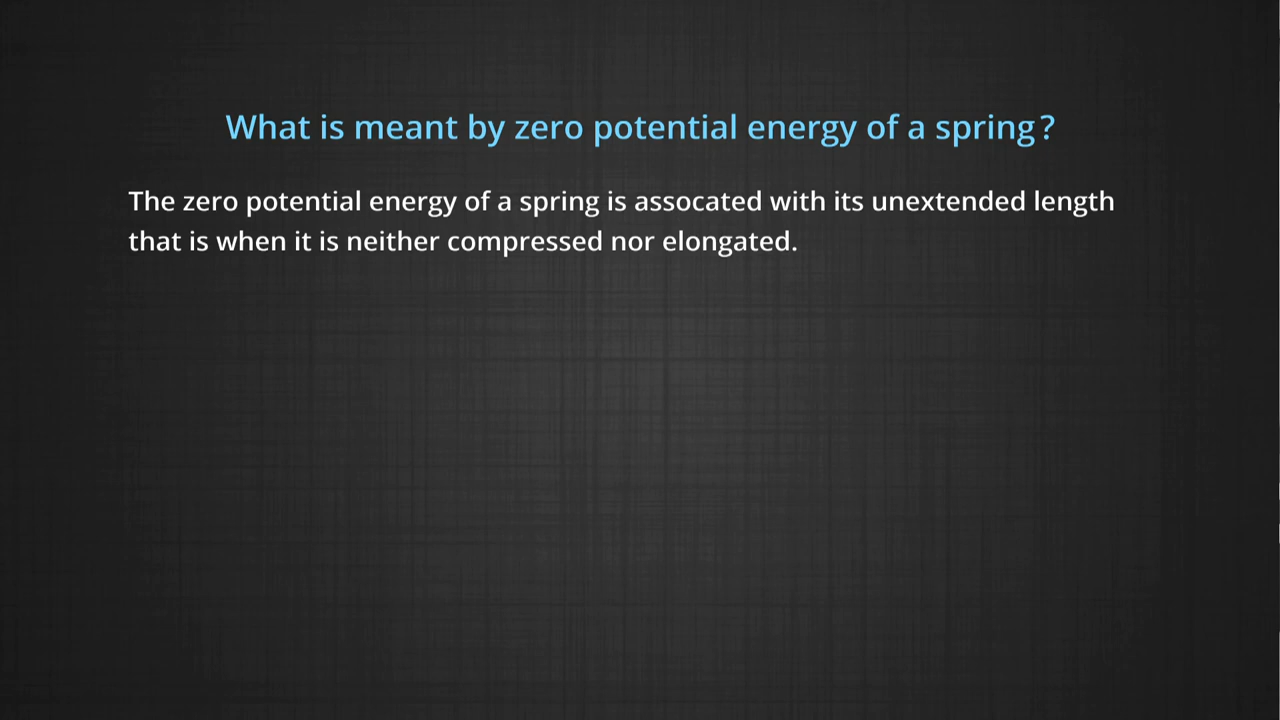 What is meant by zero potential energy of a spring?
The zero potential energy of a spring is assocated with its unextended length
that is when it is neither compressed nor elongated.